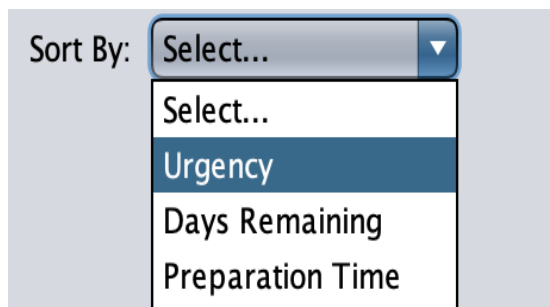 Sort By: Select...
Select...
Urgency
Days Remaining
Preparation Time